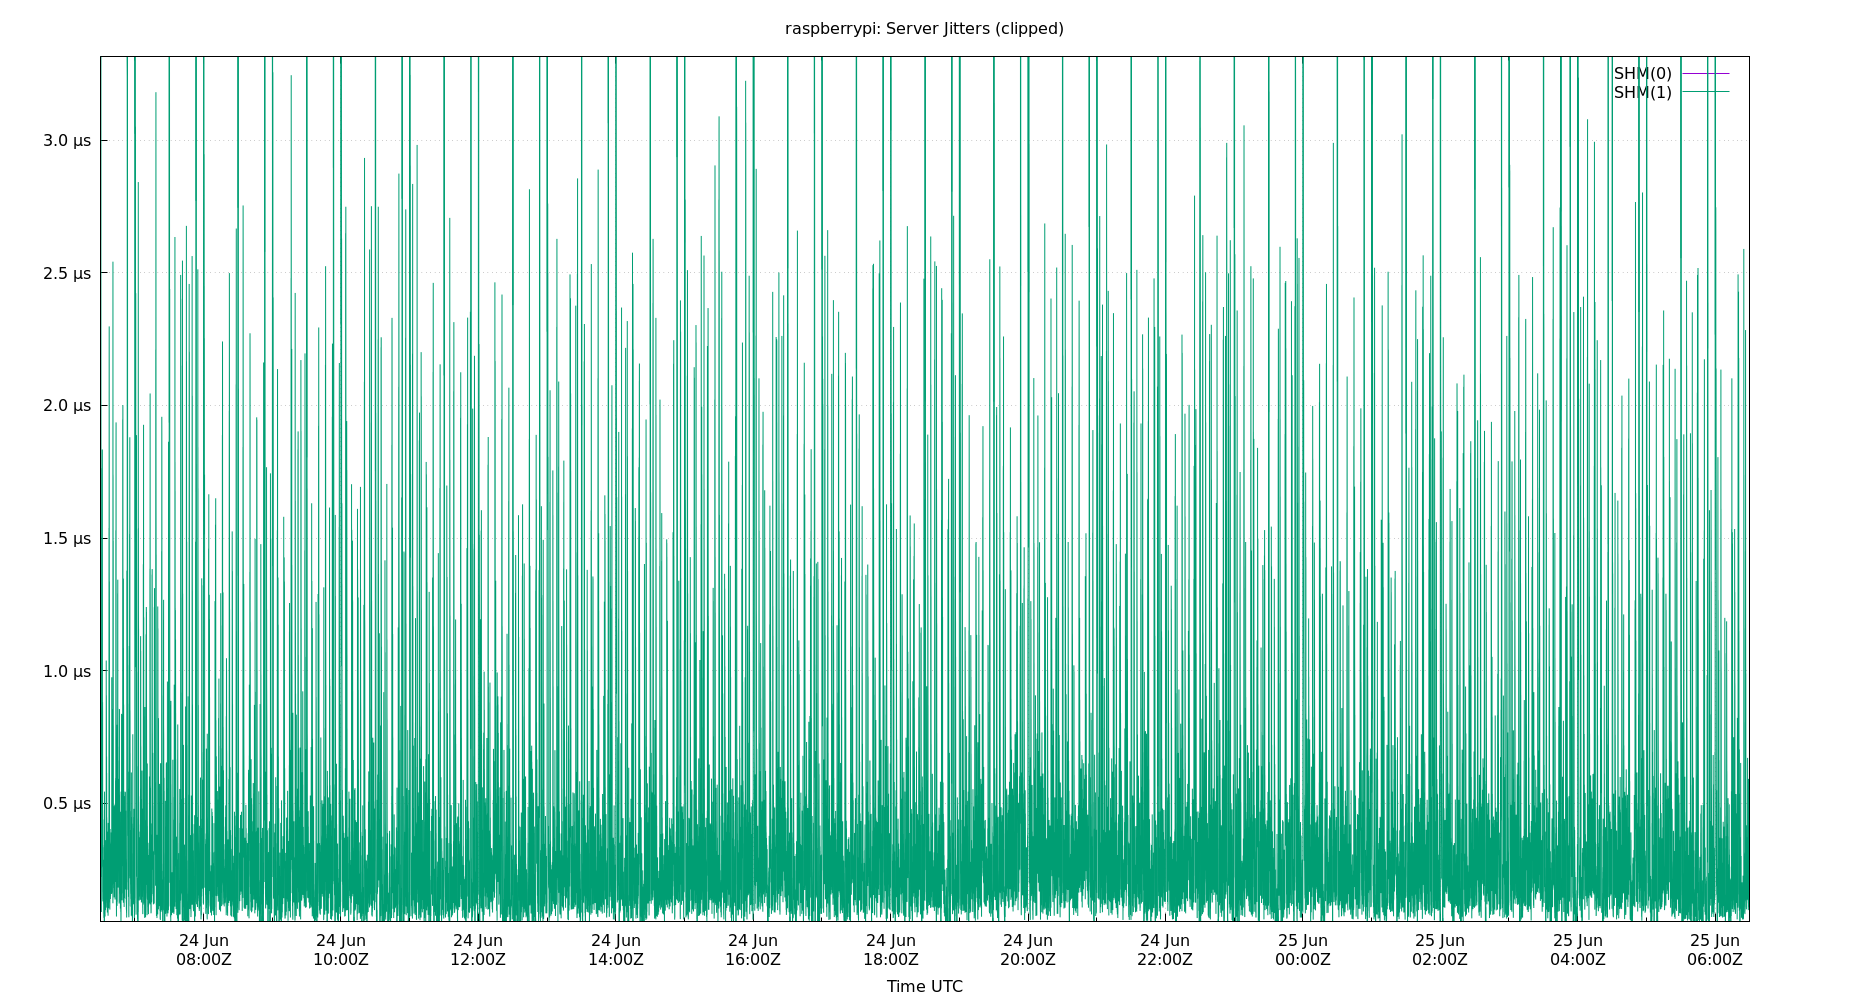 raspberrypi: Server Jitters (clipped)
SHM(0)
SHM(1)
3.0 µs
2.5 µs
2.0 µs
1.5 µs
1.0 µs
0.5 µs
24 Jun 24 Jun 24 Jun 24 Jun 24 Jun 24 Jun 24 Jun 24 Jun 25 Jun 25 Jun 25 Jun 25 Jun
08:00Z 10:00Z 12:00Z 14:00Z 16:00Z 18:00Z 20:00Z 22:00Z 00:00Z 02:00Z 04:00Z 06:00Z
Time UTC